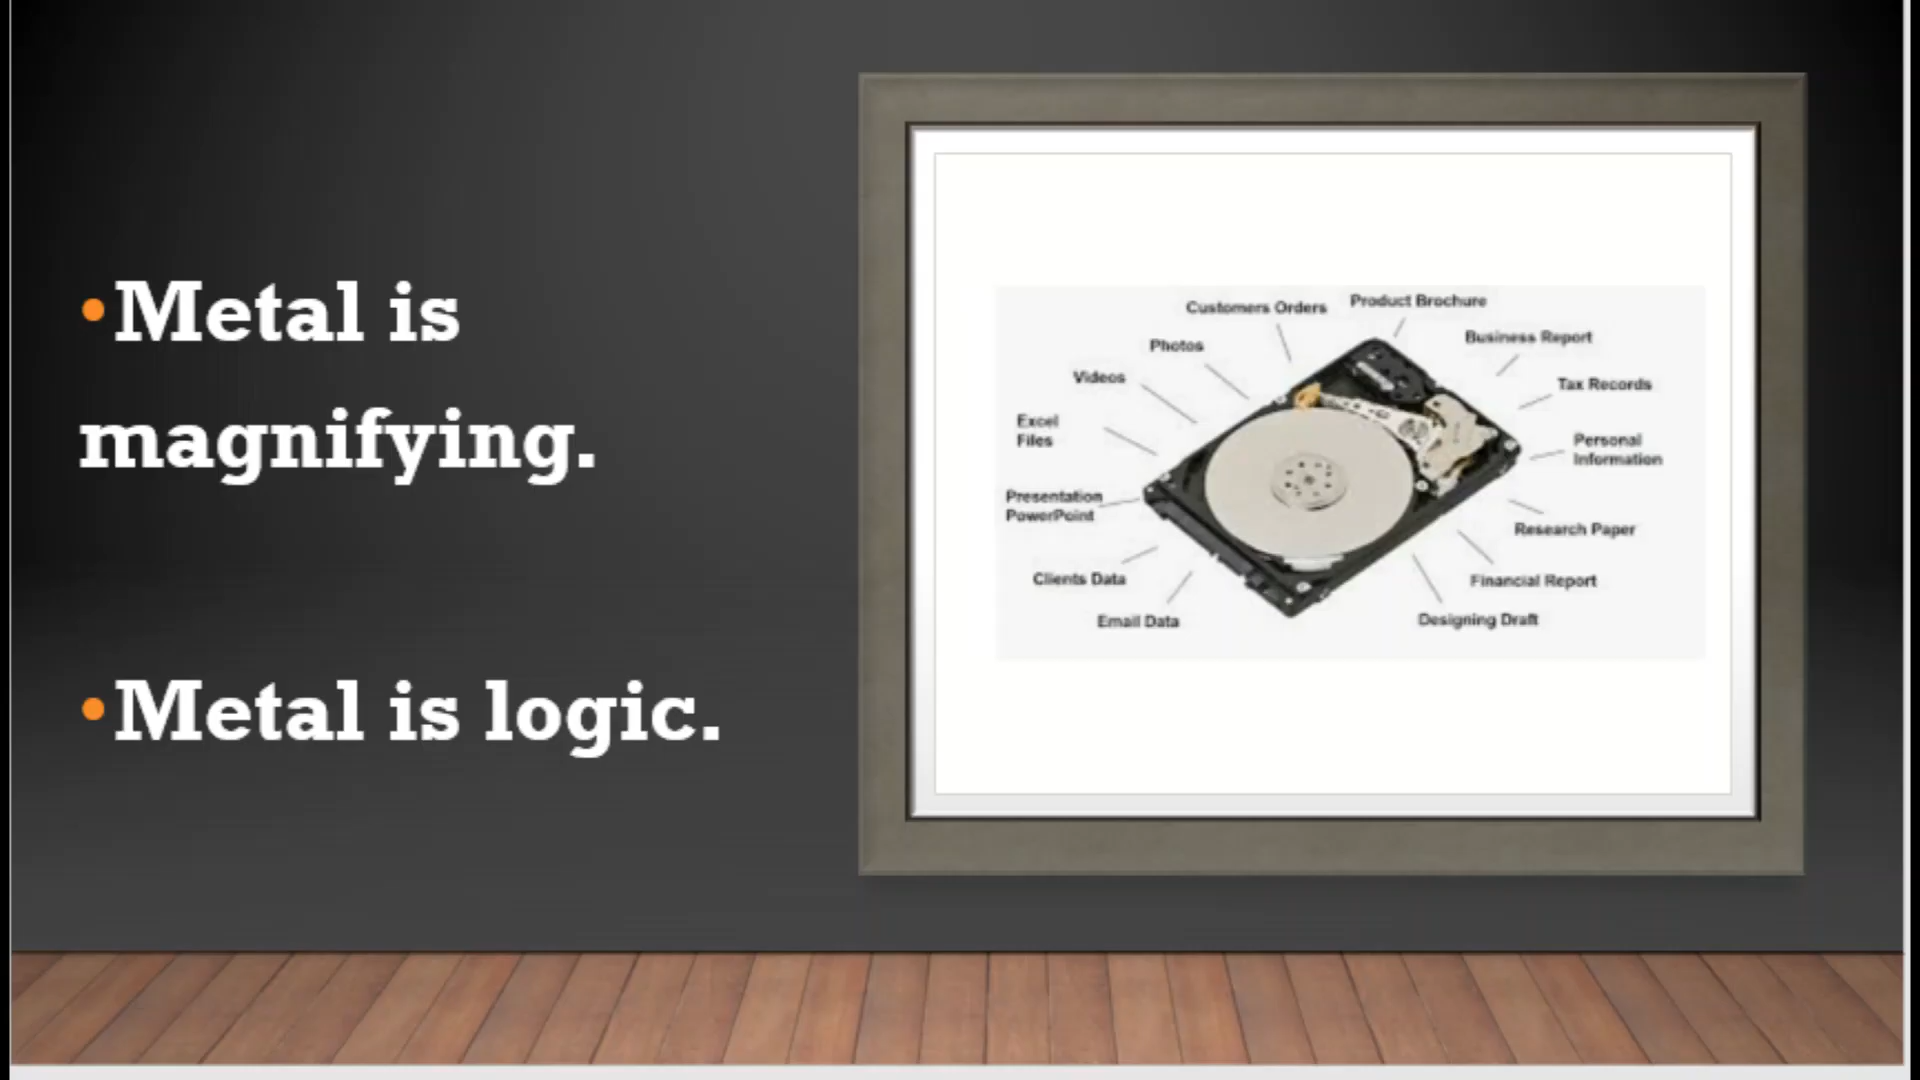 •Metal is
magnifying.
•Metal is logic.
Customers Orders
Product Brochure
Photos
Business Report
Videos
Tax Records
Excel
Files
Personal
Information
Presentation
PowerPoint
Research Paper
Clients Data
Financial Report
Email Data
Designing Draft